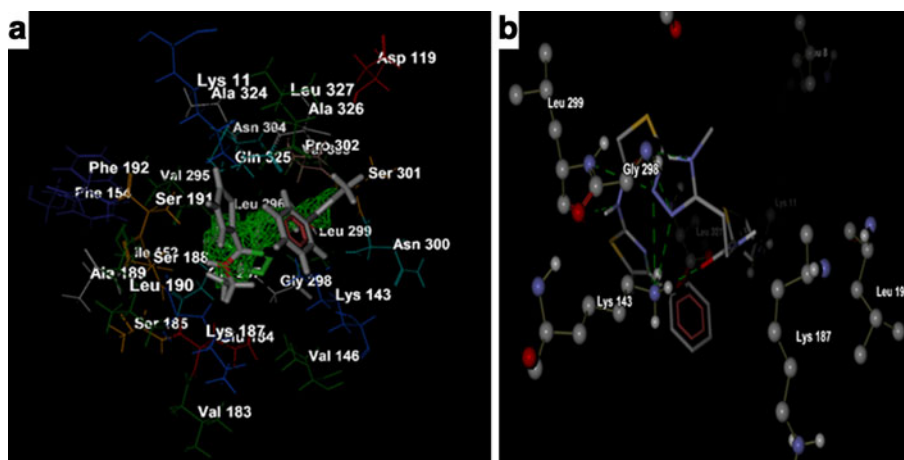 a
Asp 119
Lys 11
Leu 327
Ala 324
Ala 326
Asn 304
Pro 302
Gln 325
Phe 192
Val 295
Ser 301
Phe 154
Ser 191
Leu 296
Leu 299
Asn 300
Ser 188
Ala 189
Gly 298
Leu 190
Lys 143
Ser 185
Lys 187
Val 146
Val 183
b
Leu 299
Gly 298
Lys 11
Lys 143
Lys 187